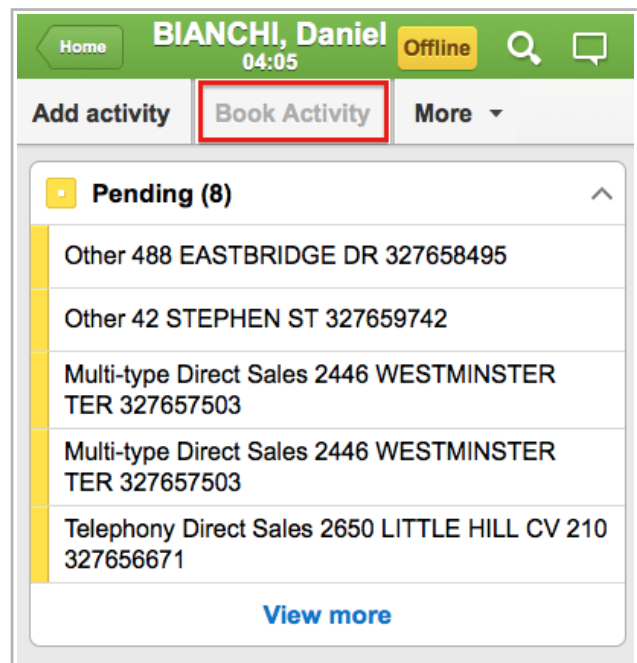 Home BIANCHI, Daniel Offline
04:05
Add activity Book Activity More
Pending (8)
Other 488 EASTBRIDGE DR 327658495
Other 42 STEPHEN ST 327659742
Multi-type Direct Sales 2446 WESTMINSTER
TER 327657503
Multi-type Direct Sales 2446 WESTMINSTER
TER 327657503
Telephony Direct Sales 2650 LITTLE HILL CV 210
327656671
View more